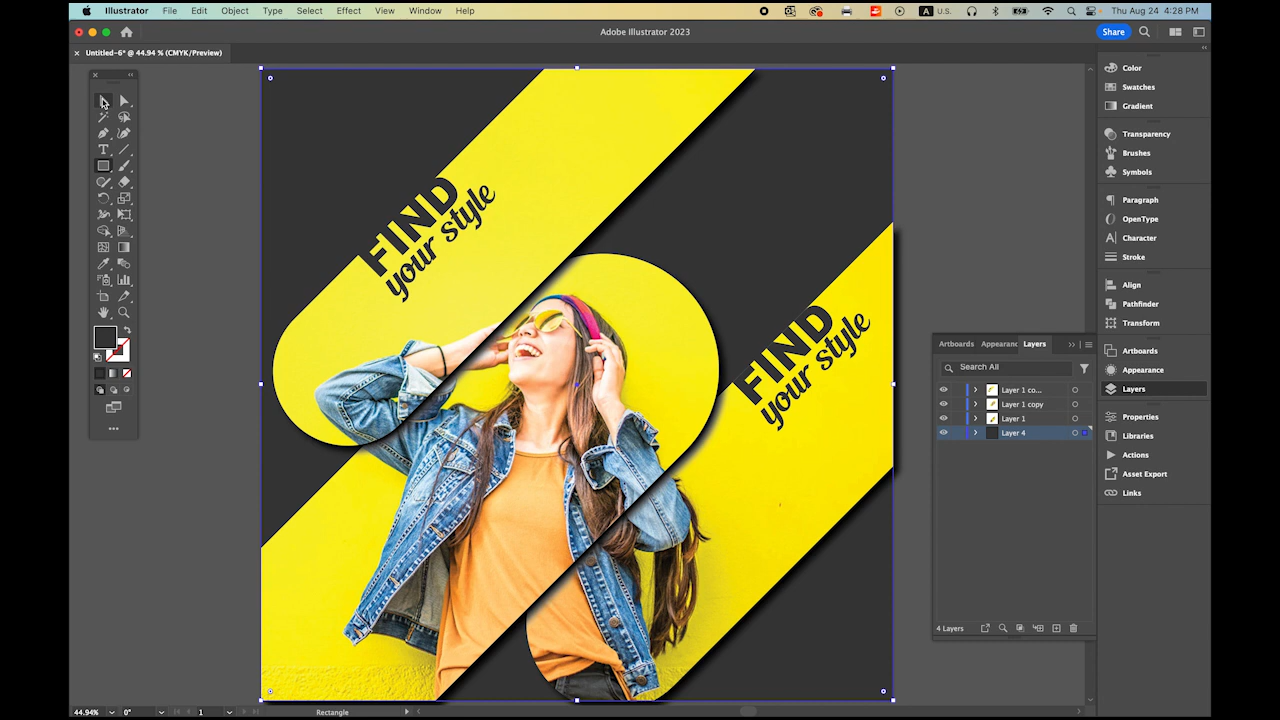 Illustrator File Edit Object Type Select Effect View Window Help
A U.S. Thu Aug 24 4:28 PM
Adobe Illustrator 2023
Share
Untitled-6* @ 44.94 % (CMYK/Preview)
FIND
your style
FIND
your style
Color
Swatches
Gradient
Transparency
Brushes
Symbols
Paragraph
OpenType
Character
Stroke
Align
Pathfinder
Transform
Artboards
Appearance
Layers
Properties
Libraries
Actions
Asset Export
Links
Artboards Appearanc Layers
Search All
Layer 1 co...
Layer 1 copy
Layer 1
Layer 4
4 Layers
44.94% 0° 1 Rectangle